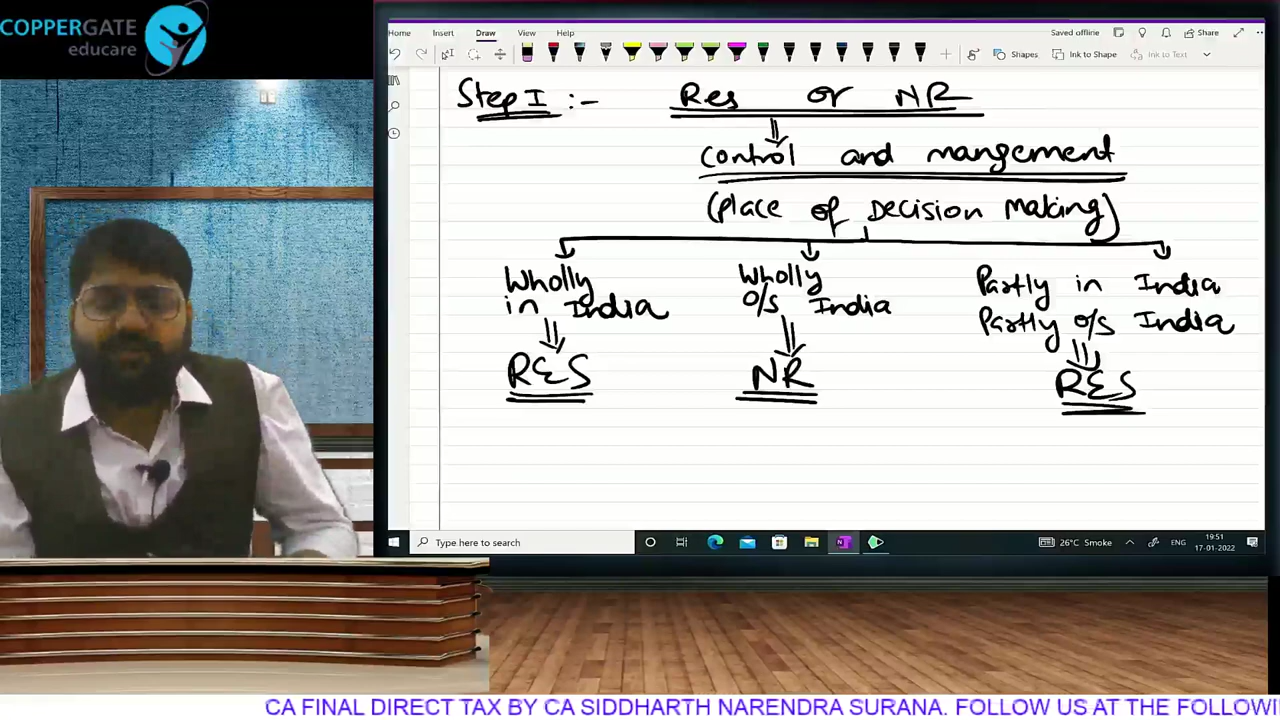 COPPERGATE
educare
Home Insert Draw View Help
Saved offline
Share
Shapes
Ink to Shape
Ink to Text
Step I :- Res or NR
Control and mangement
(Place of Decision Making)
Wholly
in India
RES
Wholly
o/s India
NR
Partly in India
Partly o/s India
RES
Type here to search
26°C Smoke
ENG
19:51
17-01-2022
CA FINAL DIRECT TAX BY CA SIDDHARTH NARENDRA SURANA. FOLLOW US AT THE FOLLOWI